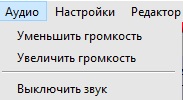 Аудио Настройки Редактор
Уменьшить громкость
Увеличить громкость
Выключить звук